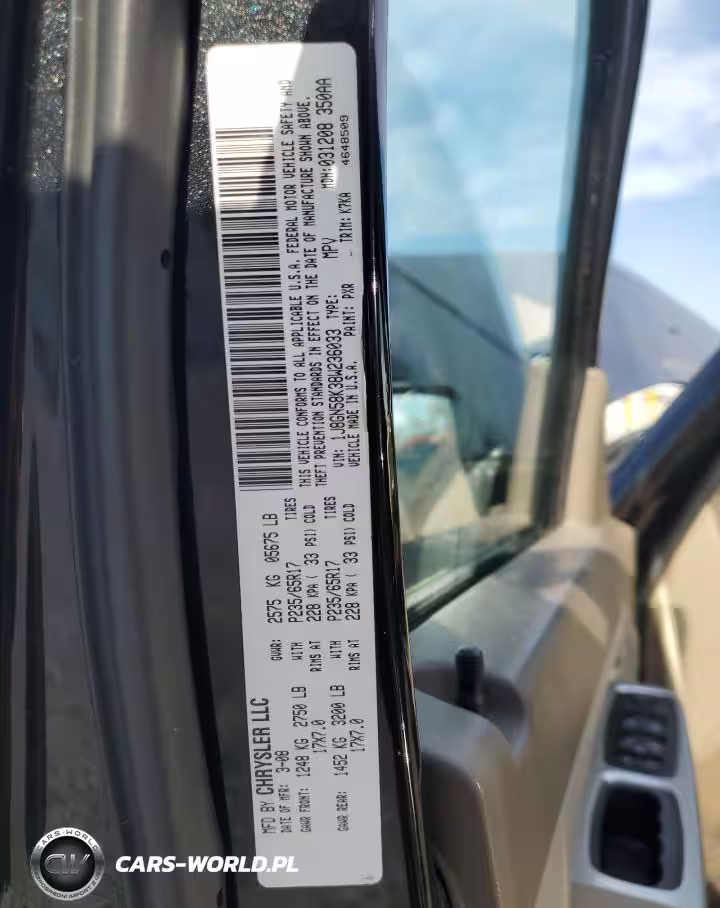 MFD BY CHRYSLER LLC
DATE OF MFR: 3-08 GVWR: 2575 KG 05675 LB
GAWR FRONT: 1248 KG 2750 LB WITH P235/65R17 TIRES
17X7.0 RIMS AT 228 KPA ( 33 PSI) COLD
GAWR REAR: 1452 KG 3200 LB WITH P235/65R17 TIRES
17X7.0 RIMS AT 228 KPA ( 33 PSI) COLD
THIS VEHICLE CONFORMS TO ALL APPLICABLE U.S.A. FEDERAL MOTOR VEHICLE SAFETY AND
THEFT PREVENTION STANDARDS IN EFFECT ON THE DATE OF MANUFACTURE SHOWN ABOVE.
VIN: 1J8GN58K38W236033 TYPE: MPV MDH: 031208 350AA
VEHICLE MADE IN U.S.A. PAINT: PXR TRIM: K7KA 4648509
CARS-WORLD
CW
CARS-WORLD.PL